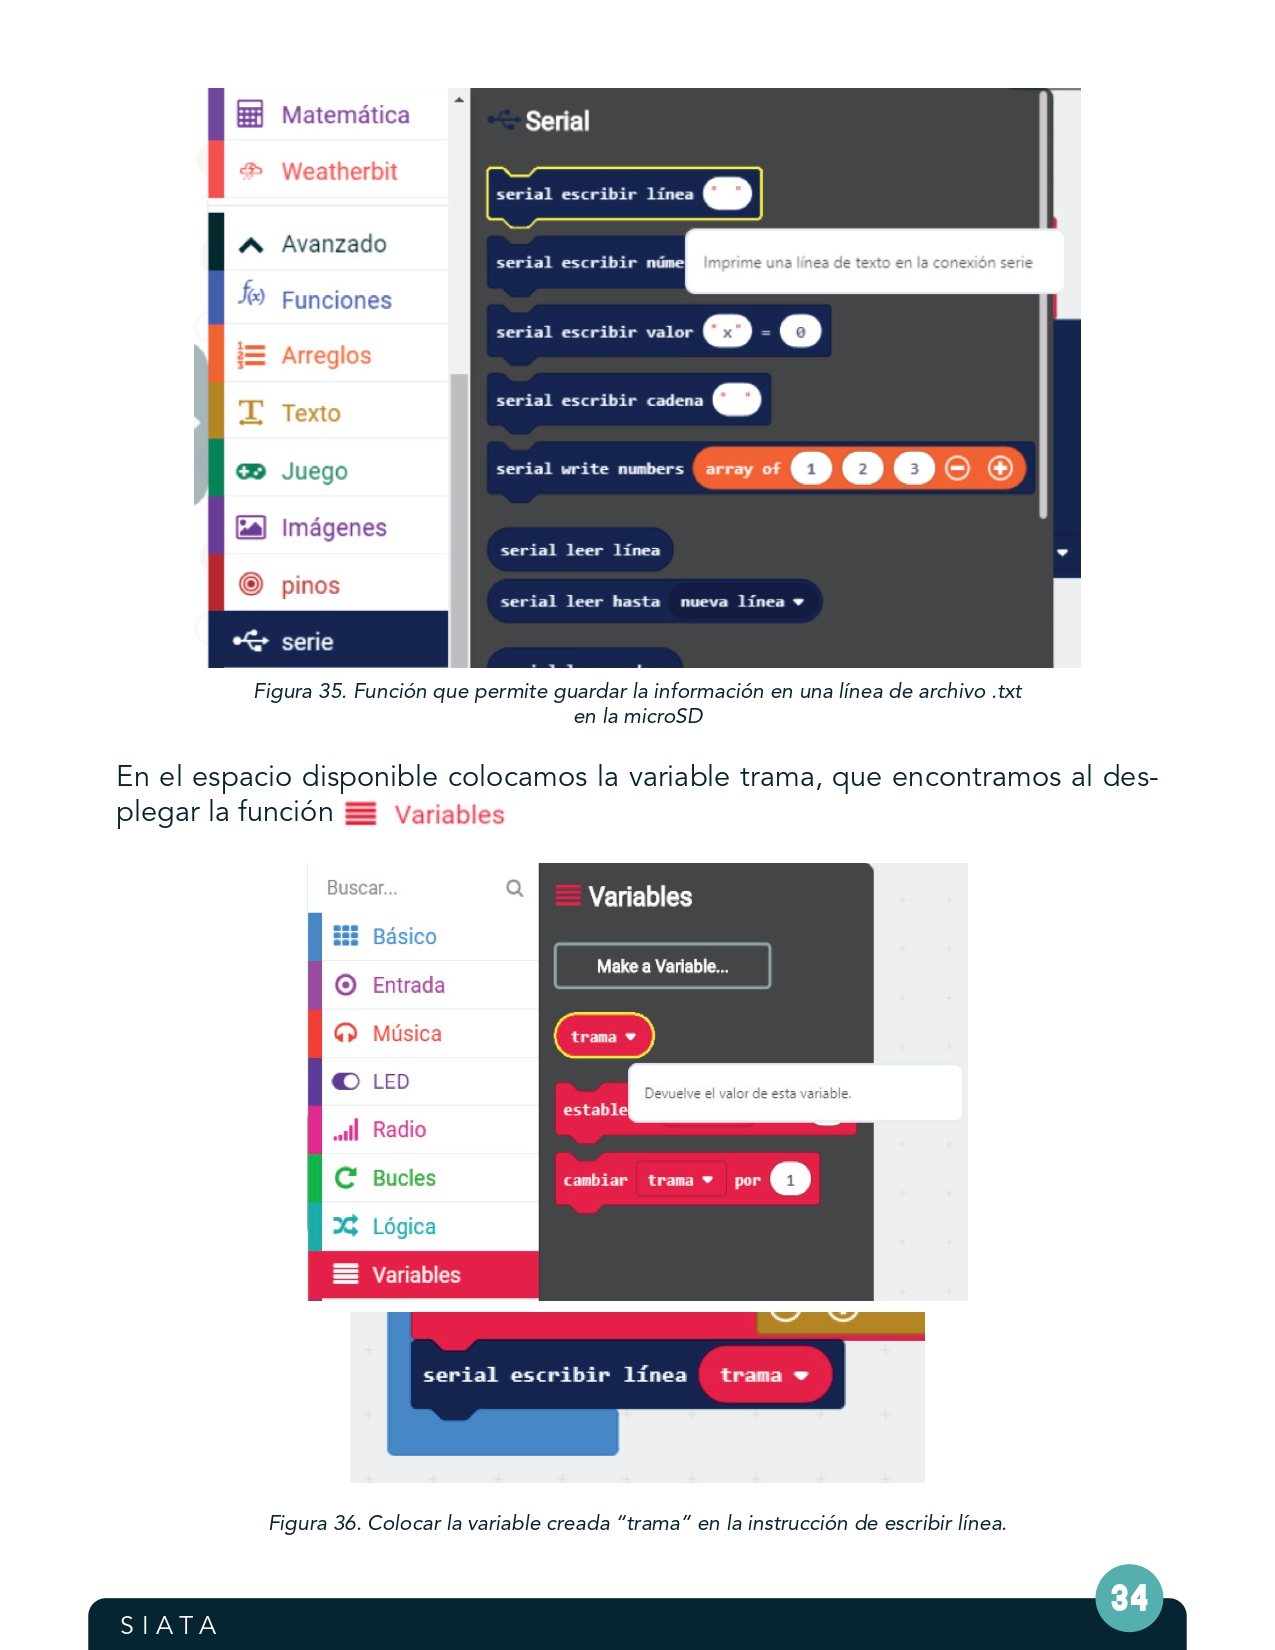 Matemática
Weatherbit
Avanzado
Funciones
Arreglos
Texto
Juego
Imágenes
pinos
serie
Serial
serial escribir línea " "
serial escribir núme
Imprime una línea de texto en la conexión serie
serial escribir valor "x" = 0
serial escribir cadena " "
serial write numbers array of 1 2 3
serial leer línea
serial leer hasta nueva línea
Figura 35. Función que permite guardar la información en una línea de archivo .txt
en la microSD
En el espacio disponible colocamos la variable trama, que encontramos al des-
plegar la función Variables
Buscar...
Básico
Entrada
Música
LED
Radio
Bucles
Lógica
Variables
Variables
Make a Variable...
trama
Devuelve el valor de esta variable.
estable
cambiar trama por 1
serial escribir línea trama
Figura 36. Colocar la variable creada “trama” en la instrucción de escribir línea.
SIATA
34